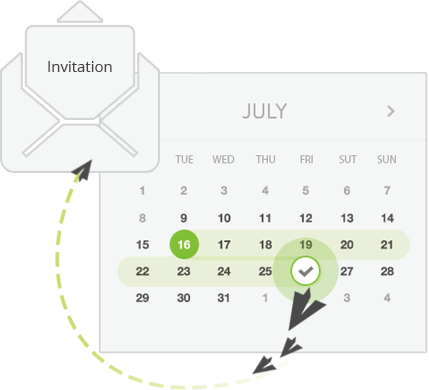 Invitation
JULY
TUE WED THU FRI SUT SUN
1 2 3 4 5 6 7
8 9 10 11 12 13 14
15 16 17 18 19 20 21
22 23 24 25 27 28
29 30 31 1 3 4